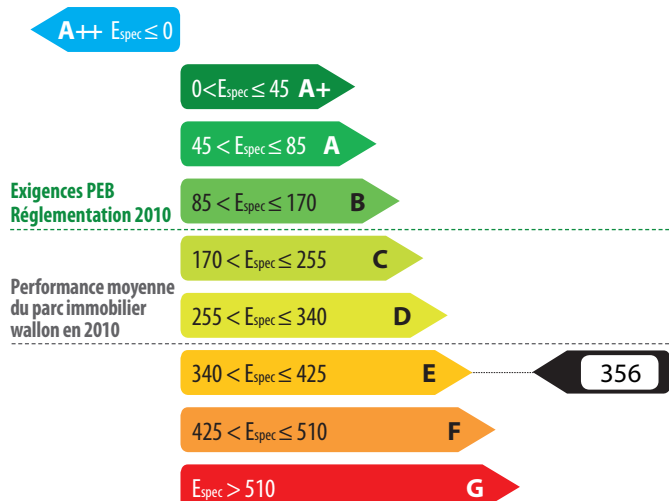 A++ Espec ≤ 0
0<Espec ≤ 45 A+
45 < Espec ≤ 85 A
Exigences PEB
Réglementation 2010
85 < Espec ≤ 170 B
170 < Espec ≤ 255 C
Performance moyenne
du parc immobilier
wallon en 2010
255 < Espec ≤ 340 D
340 < Espec ≤ 425 E
356
425 < Espec ≤ 510 F
Espec > 510 G